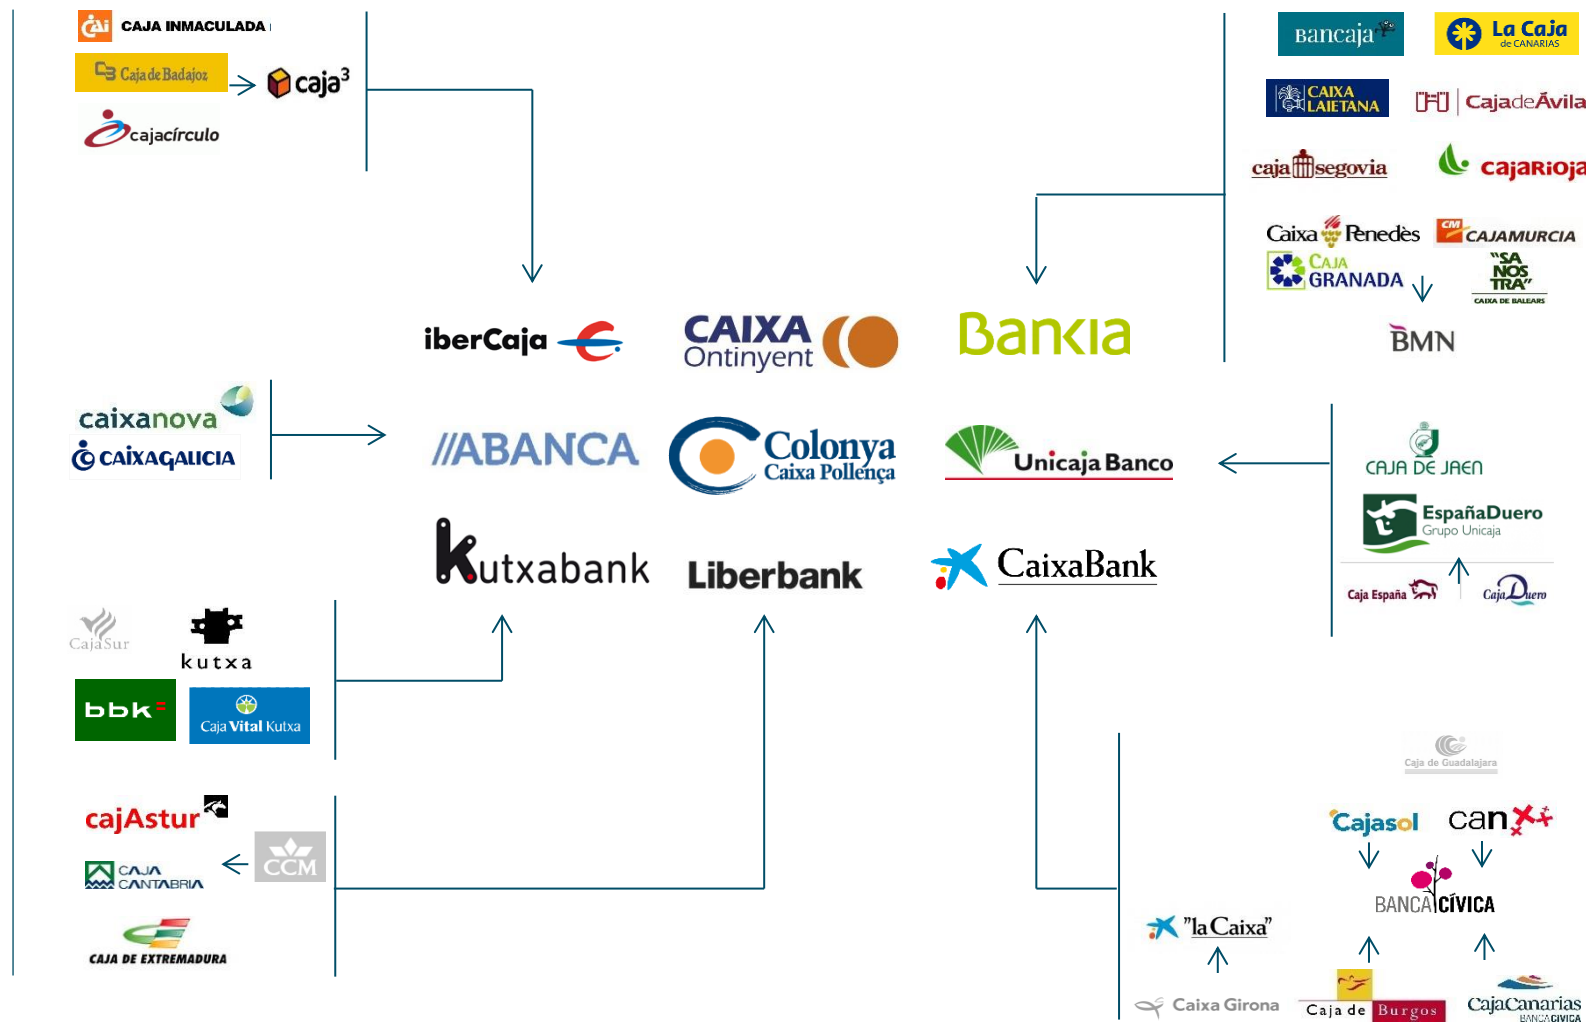 cai CAJA INMACULADA
Caja de Badajoz
caja3
cajacírculo
Bancaja
La Caja
de CANARIAS
CAIXA
LAIETANA
CajadeÁvila
caja segovia
cajaRioja
Caixa Penedès
CM CAJAMURCIA
CAJA
GRANADA
"SA
NOS
TRA"
CAIXA DE BALEARS
BMN
iberCaja
CAIXA
Ontinyent
Bankia
caixanova
CAIXAGALICIA
//ABANCA
Colonya
Caixa Pollença
Unicaja Banco
CAJA DE JAEN
EspañaDuero
Grupo Unicaja
Caja España
Caja Duero
kutxabank
Liberbank
CaixaBank
CajaSur
kutxa
bbk
Caja Vital Kutxa
cajAstur
CAJA
CANTABRIA
CCM
CAJA DE EXTREMADURA
Caja de Guadalajara
Cajasol
can
BANCA CÍVICA
"la Caixa"
Caixa Girona
Caja de Burgos
CajaCanarias
BANCA CIVICA